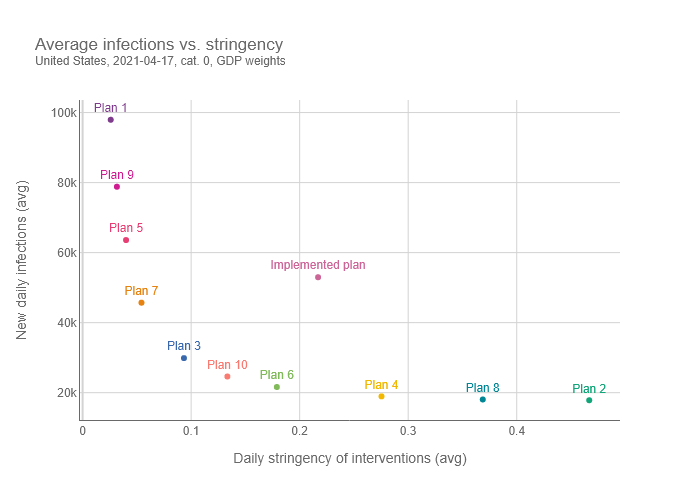 Average infections vs. stringency
United States, 2021-04-17, cat. 0, GDP weights
100k
80k
60k
40k
20k
New daily infections (avg)
Plan 1
Plan 9
Plan 5
Implemented plan
Plan 7
Plan 3
Plan 10
Plan 6
Plan 4
Plan 8
Plan 2
0
0.1
0.2
0.3
0.4
Daily stringency of interventions (avg)